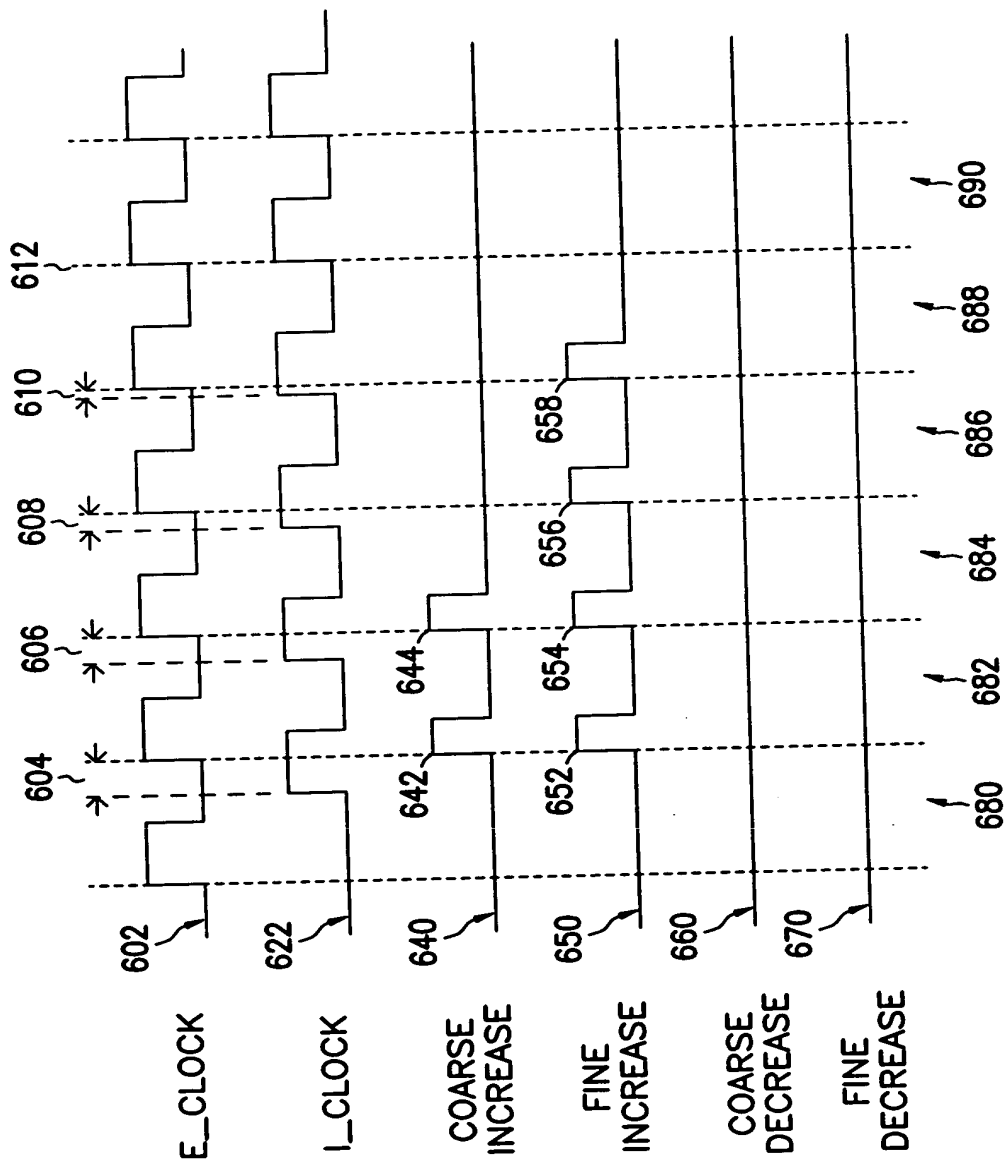 604 606 608 610 612
E_CLOCK 602
I_CLOCK 622
COARSE
INCREASE 640 642 644
FINE
INCREASE 650 652 654 656 658
COARSE
DECREASE 660
FINE
DECREASE 670
680 682 684 686 688 690